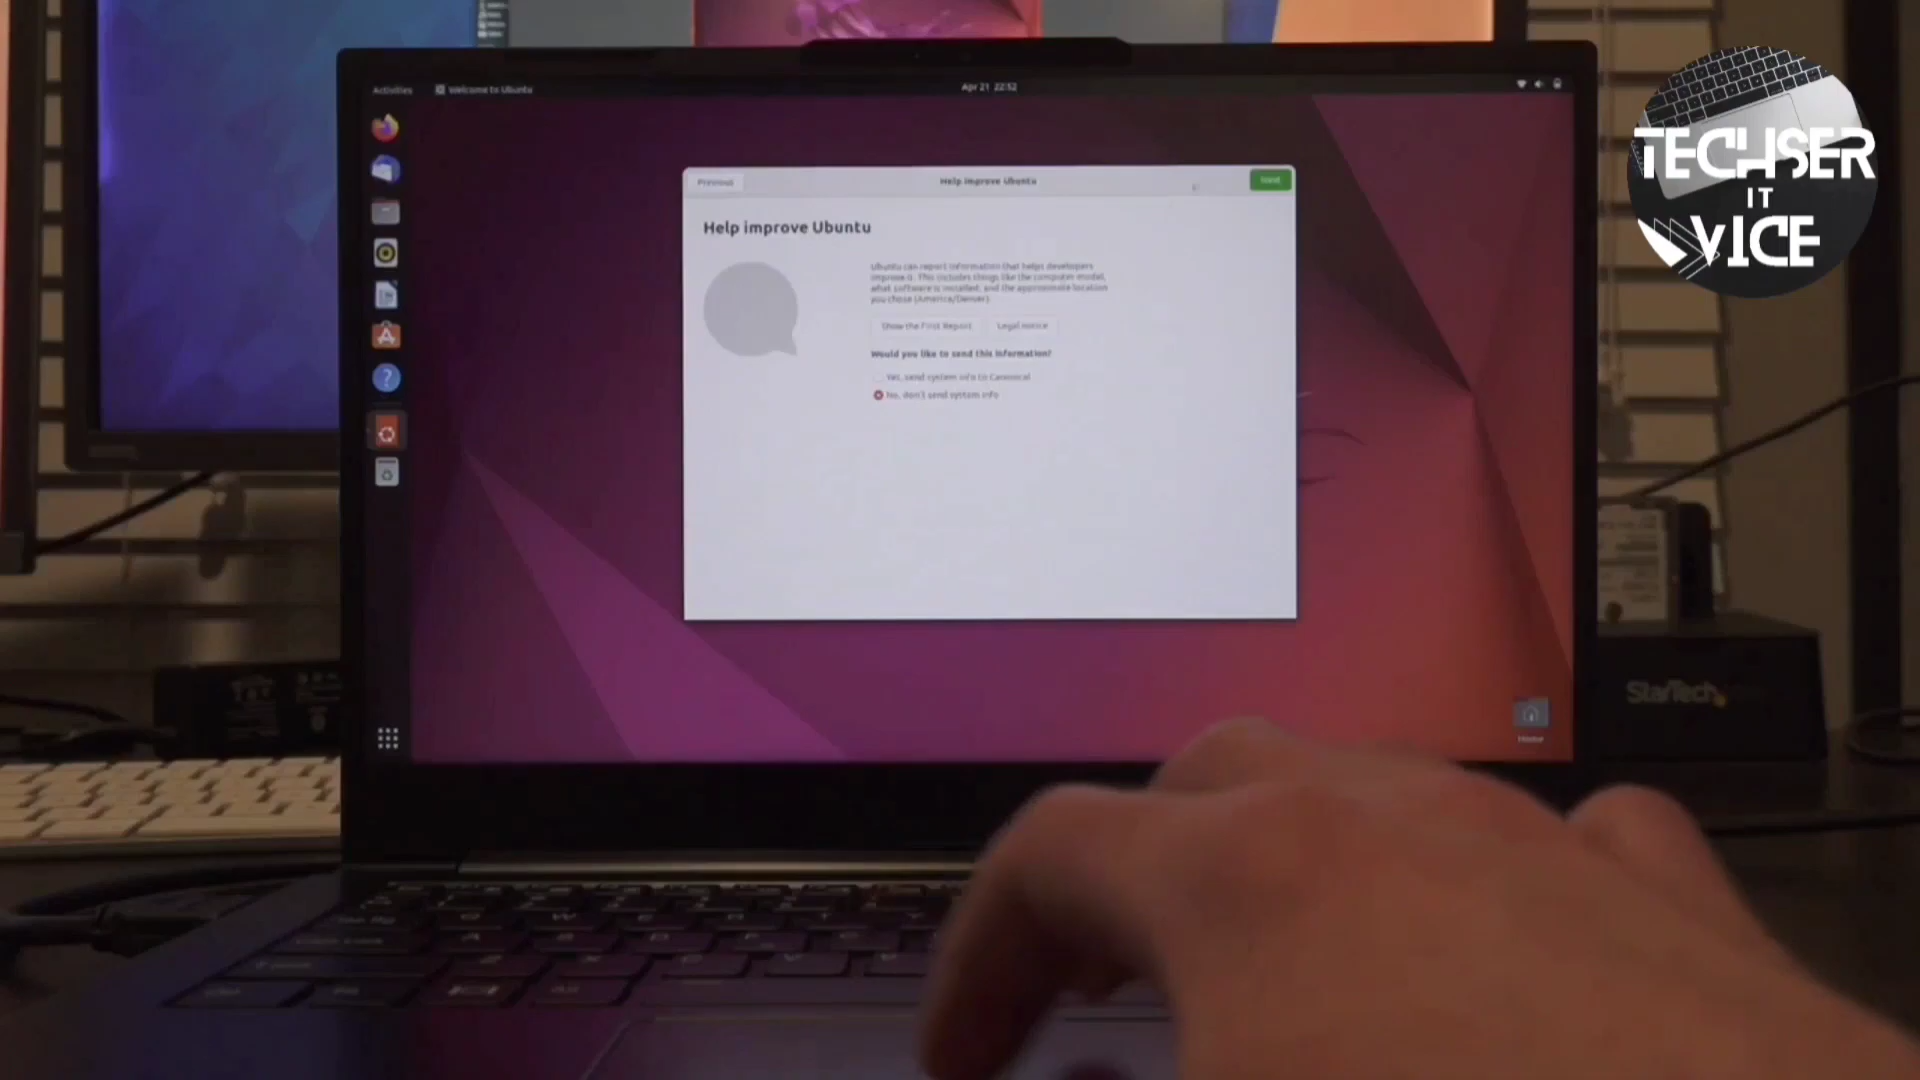 Activities
Welcome to Ubuntu
Apr 21 22:52
Previous
Help improve Ubuntu
Next
Help improve Ubuntu
Ubuntu can report information that helps developers
improve it. This includes things like the computer model,
what software is installed, and the approximate location
you chose (America/Denver).
Show the First Report
Legal notice
Would you like to send this information?
Yes, send system info to Canonical
No, don't send system info
Home
TECHSER
IT
VICE
StarTech